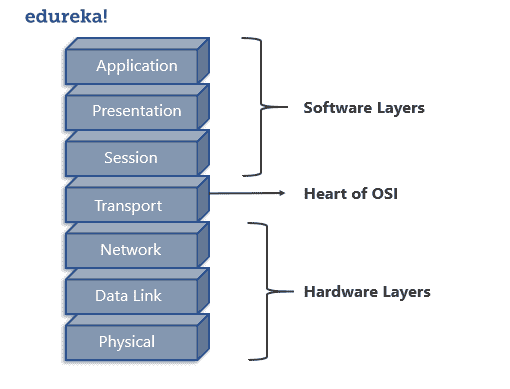 edureka!
Application
Presentation
Session
Transport
Network
Data Link
Physical
Software Layers
Heart of OSI
Hardware Layers